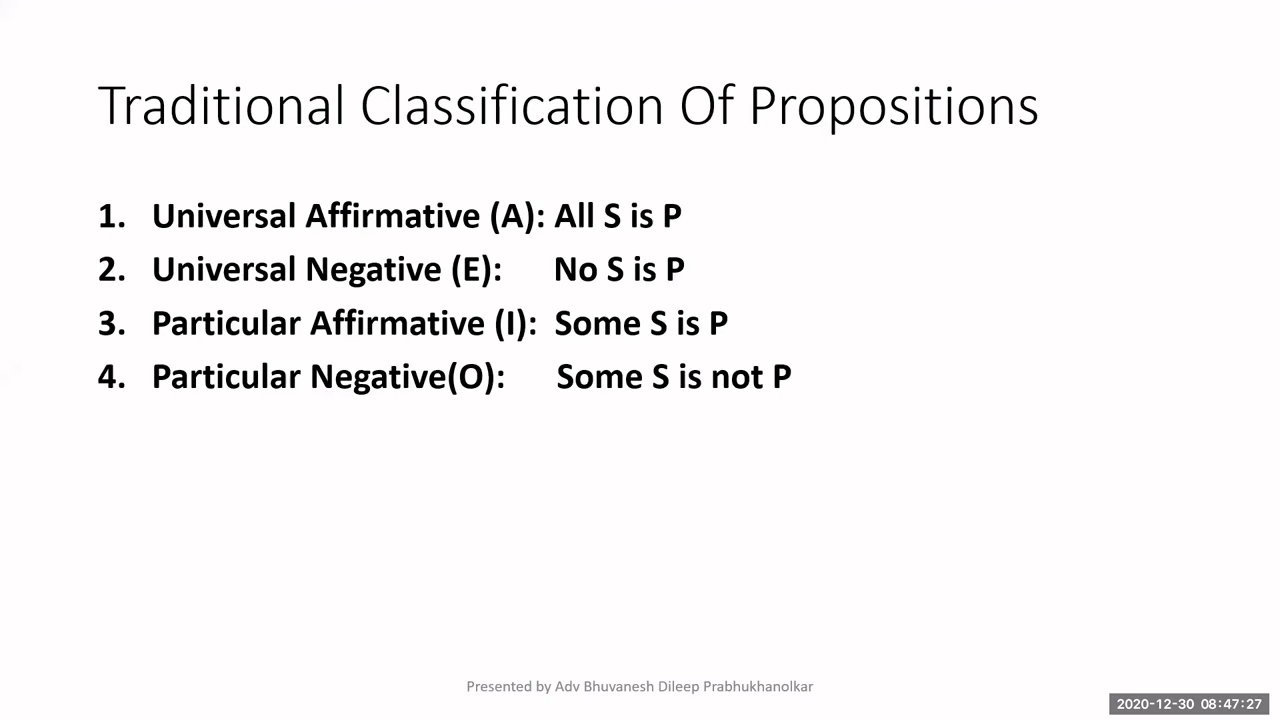 Traditional Classification Of Propositions
1. Universal Affirmative (A): All S is P
2. Universal Negative (E): No S is P
3. Particular Affirmative (I): Some S is P
4. Particular Negative(O): Some S is not P
Presented by Adv Bhuvanesh Dileep Prabhukhanolkar
2020-12-30 08:47:27